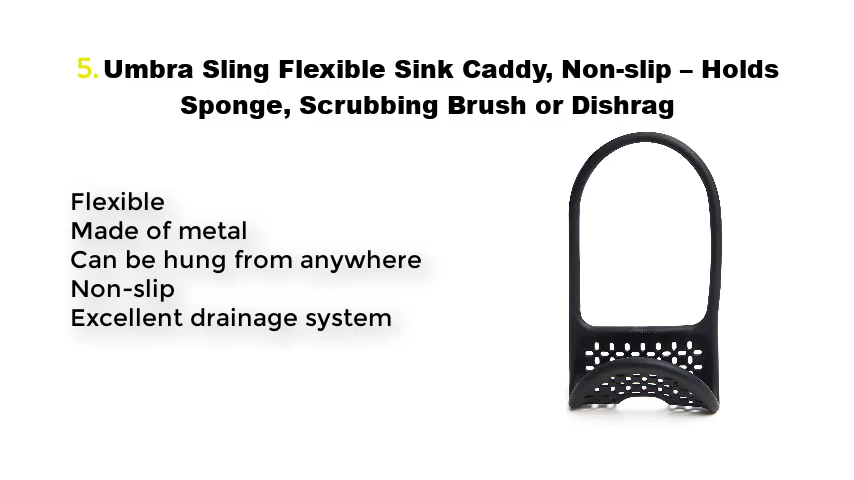 5. Umbra Sling Flexible Sink Caddy, Non-slip – Holds
Sponge, Scrubbing Brush or Dishrag
Flexible
Made of metal
Can be hung from anywhere
Non-slip
Excellent drainage system